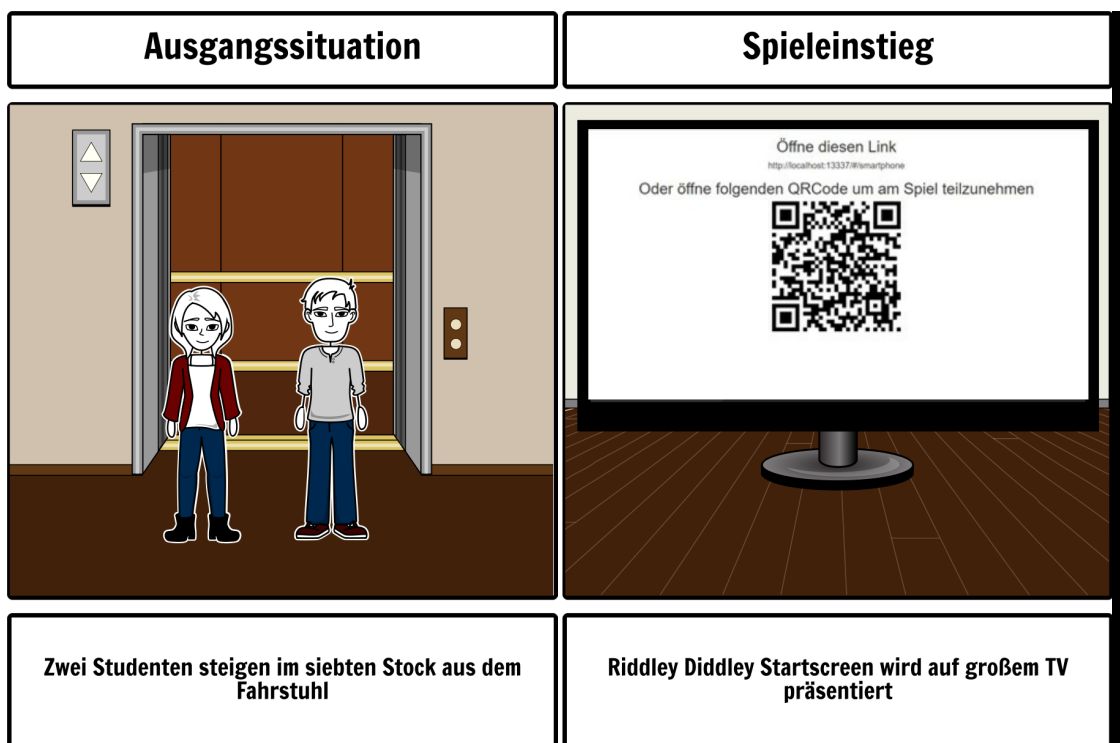 Ausgangssituation
Spieleinstieg
Öffne diesen Link
http://localhost:13337/#/smartphone
Oder öffne folgenden QRCode um am Spiel teilzunehmen
Zwei Studenten steigen im siebten Stock aus dem
Fahrstuhl
Riddley Diddley Startscreen wird auf großem TV
präsentiert